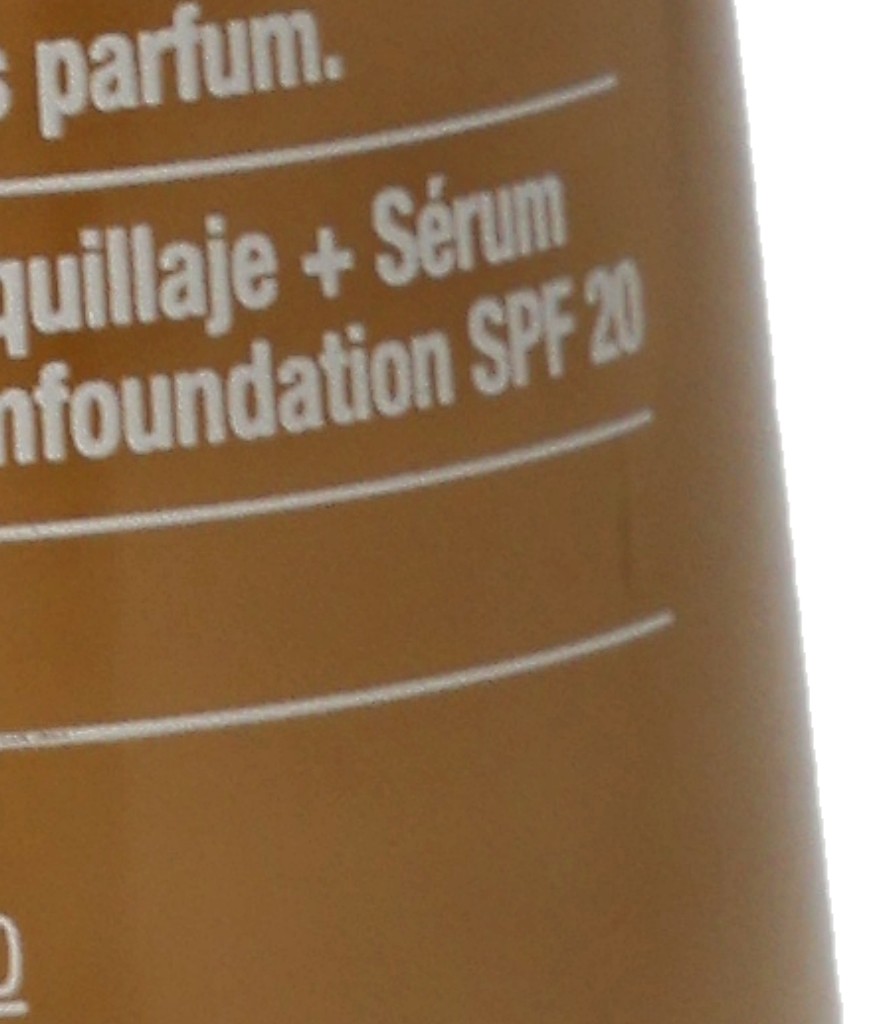 parfum.
quillaje + Sérum
nfoundation SPF 20